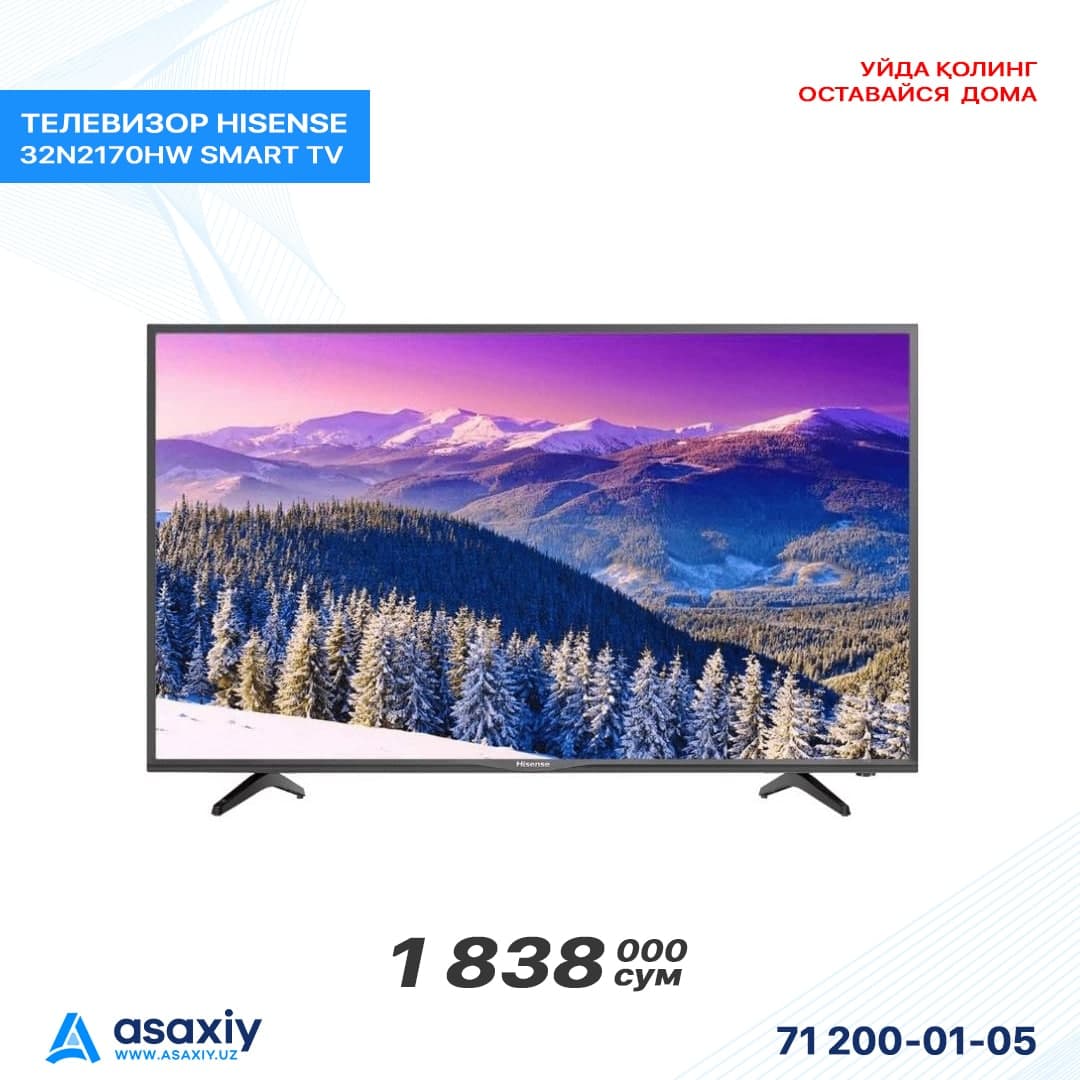 УЙДА ҚОЛИНГ
ОСТАВАЙСЯ ДОМА
ТЕЛЕВИЗОР HISENSE
32N2170HW SMART TV
Hisense
1 838 000
сум
asaxiy
WWW.ASAXIY.UZ
71 200-01-05